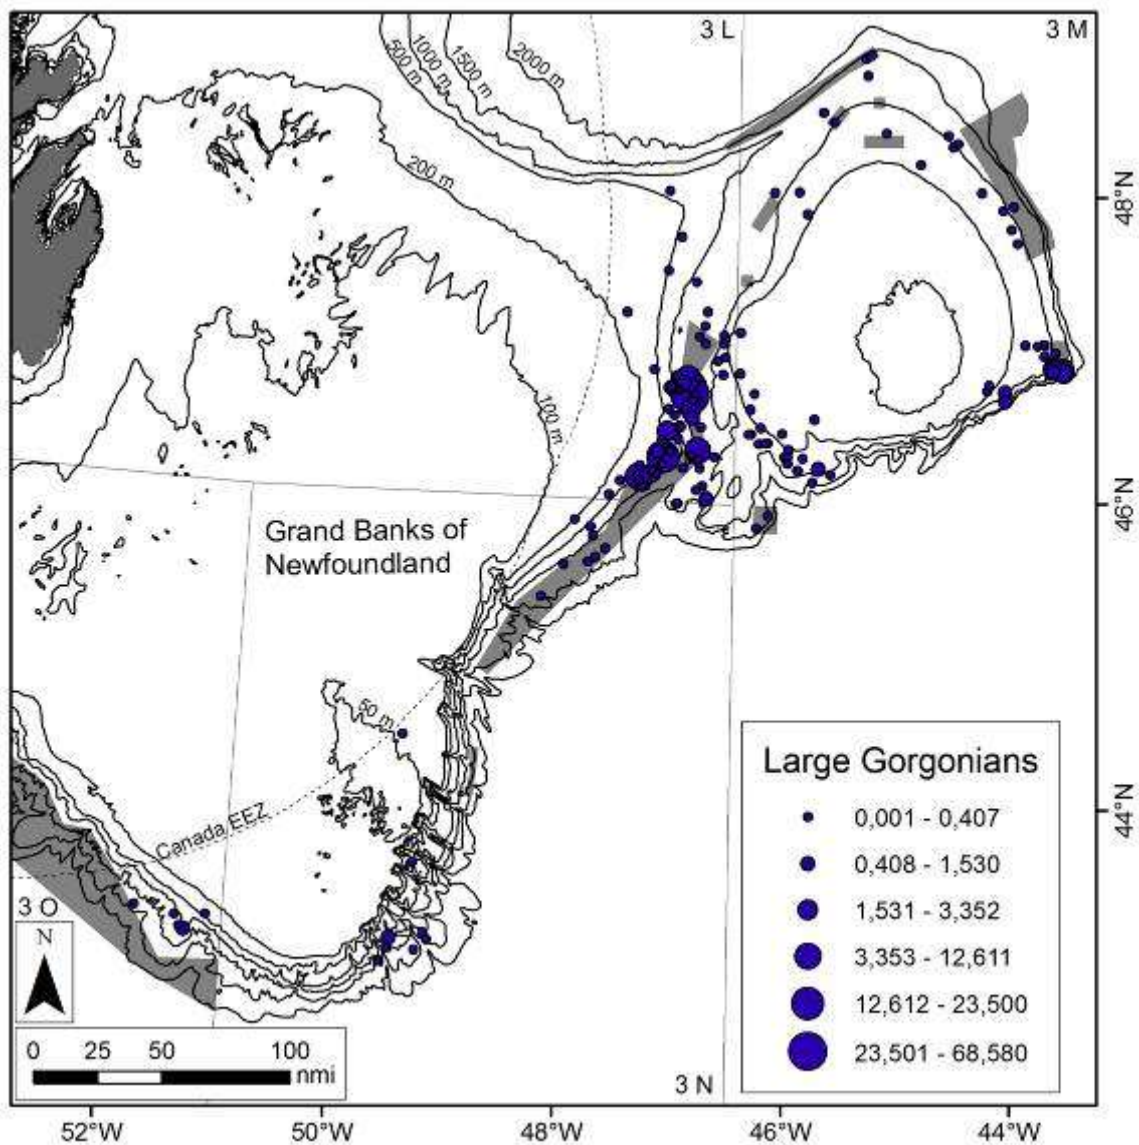 3 L
3 M
500 m
1000 m
1500 m
2000 m
200 m
48°N
100 m
46°N
Grand Banks of
Newfoundland
50 m
Canada EEZ
44°N
3 O
N
0 25 50 100
nmi
3 N
Large Gorgonians
0,001 - 0,407
0,408 - 1,530
1,531 - 3,352
3,353 - 12,611
12,612 - 23,500
23,501 - 68,580
52°W 50°W 48°W 46°W 44°W